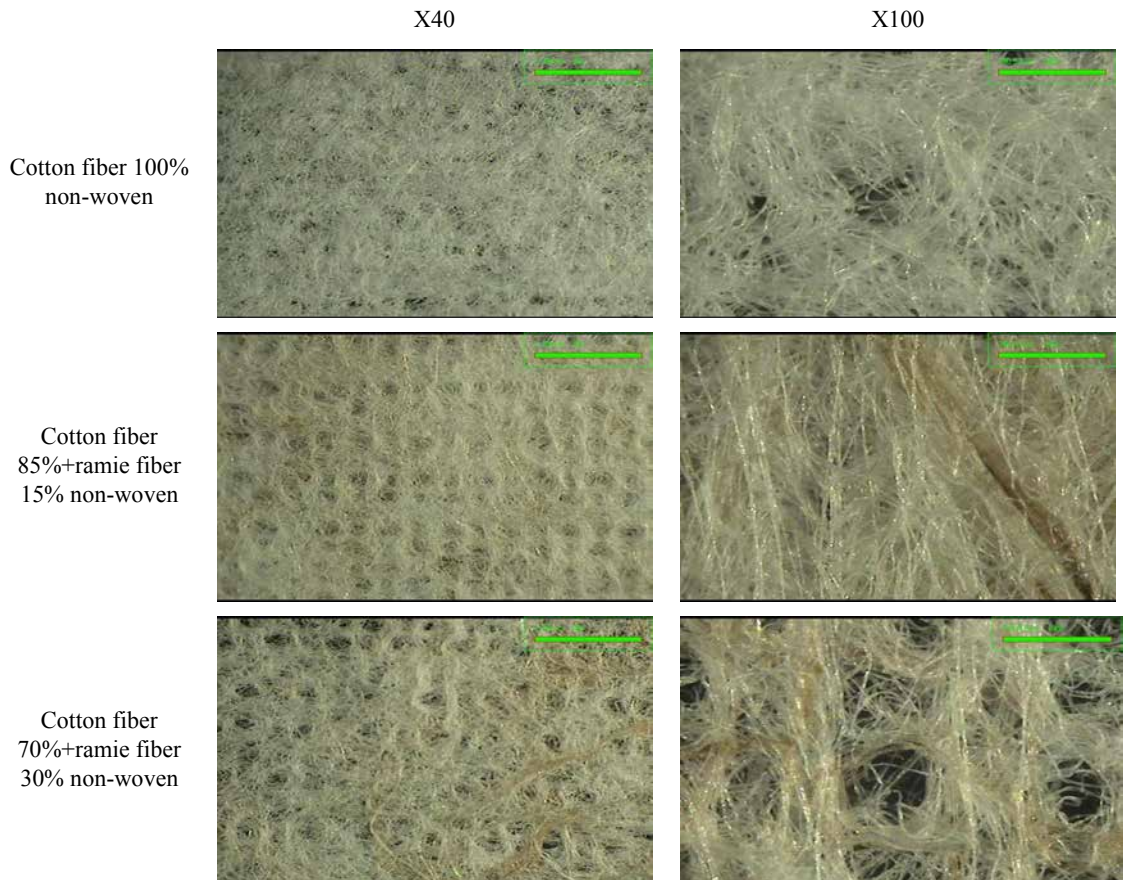 X40
X100
Cotton fiber 100%
non-woven
Cotton fiber
85%+ramie fiber
15% non-woven
Cotton fiber
70%+ramie fiber
30% non-woven